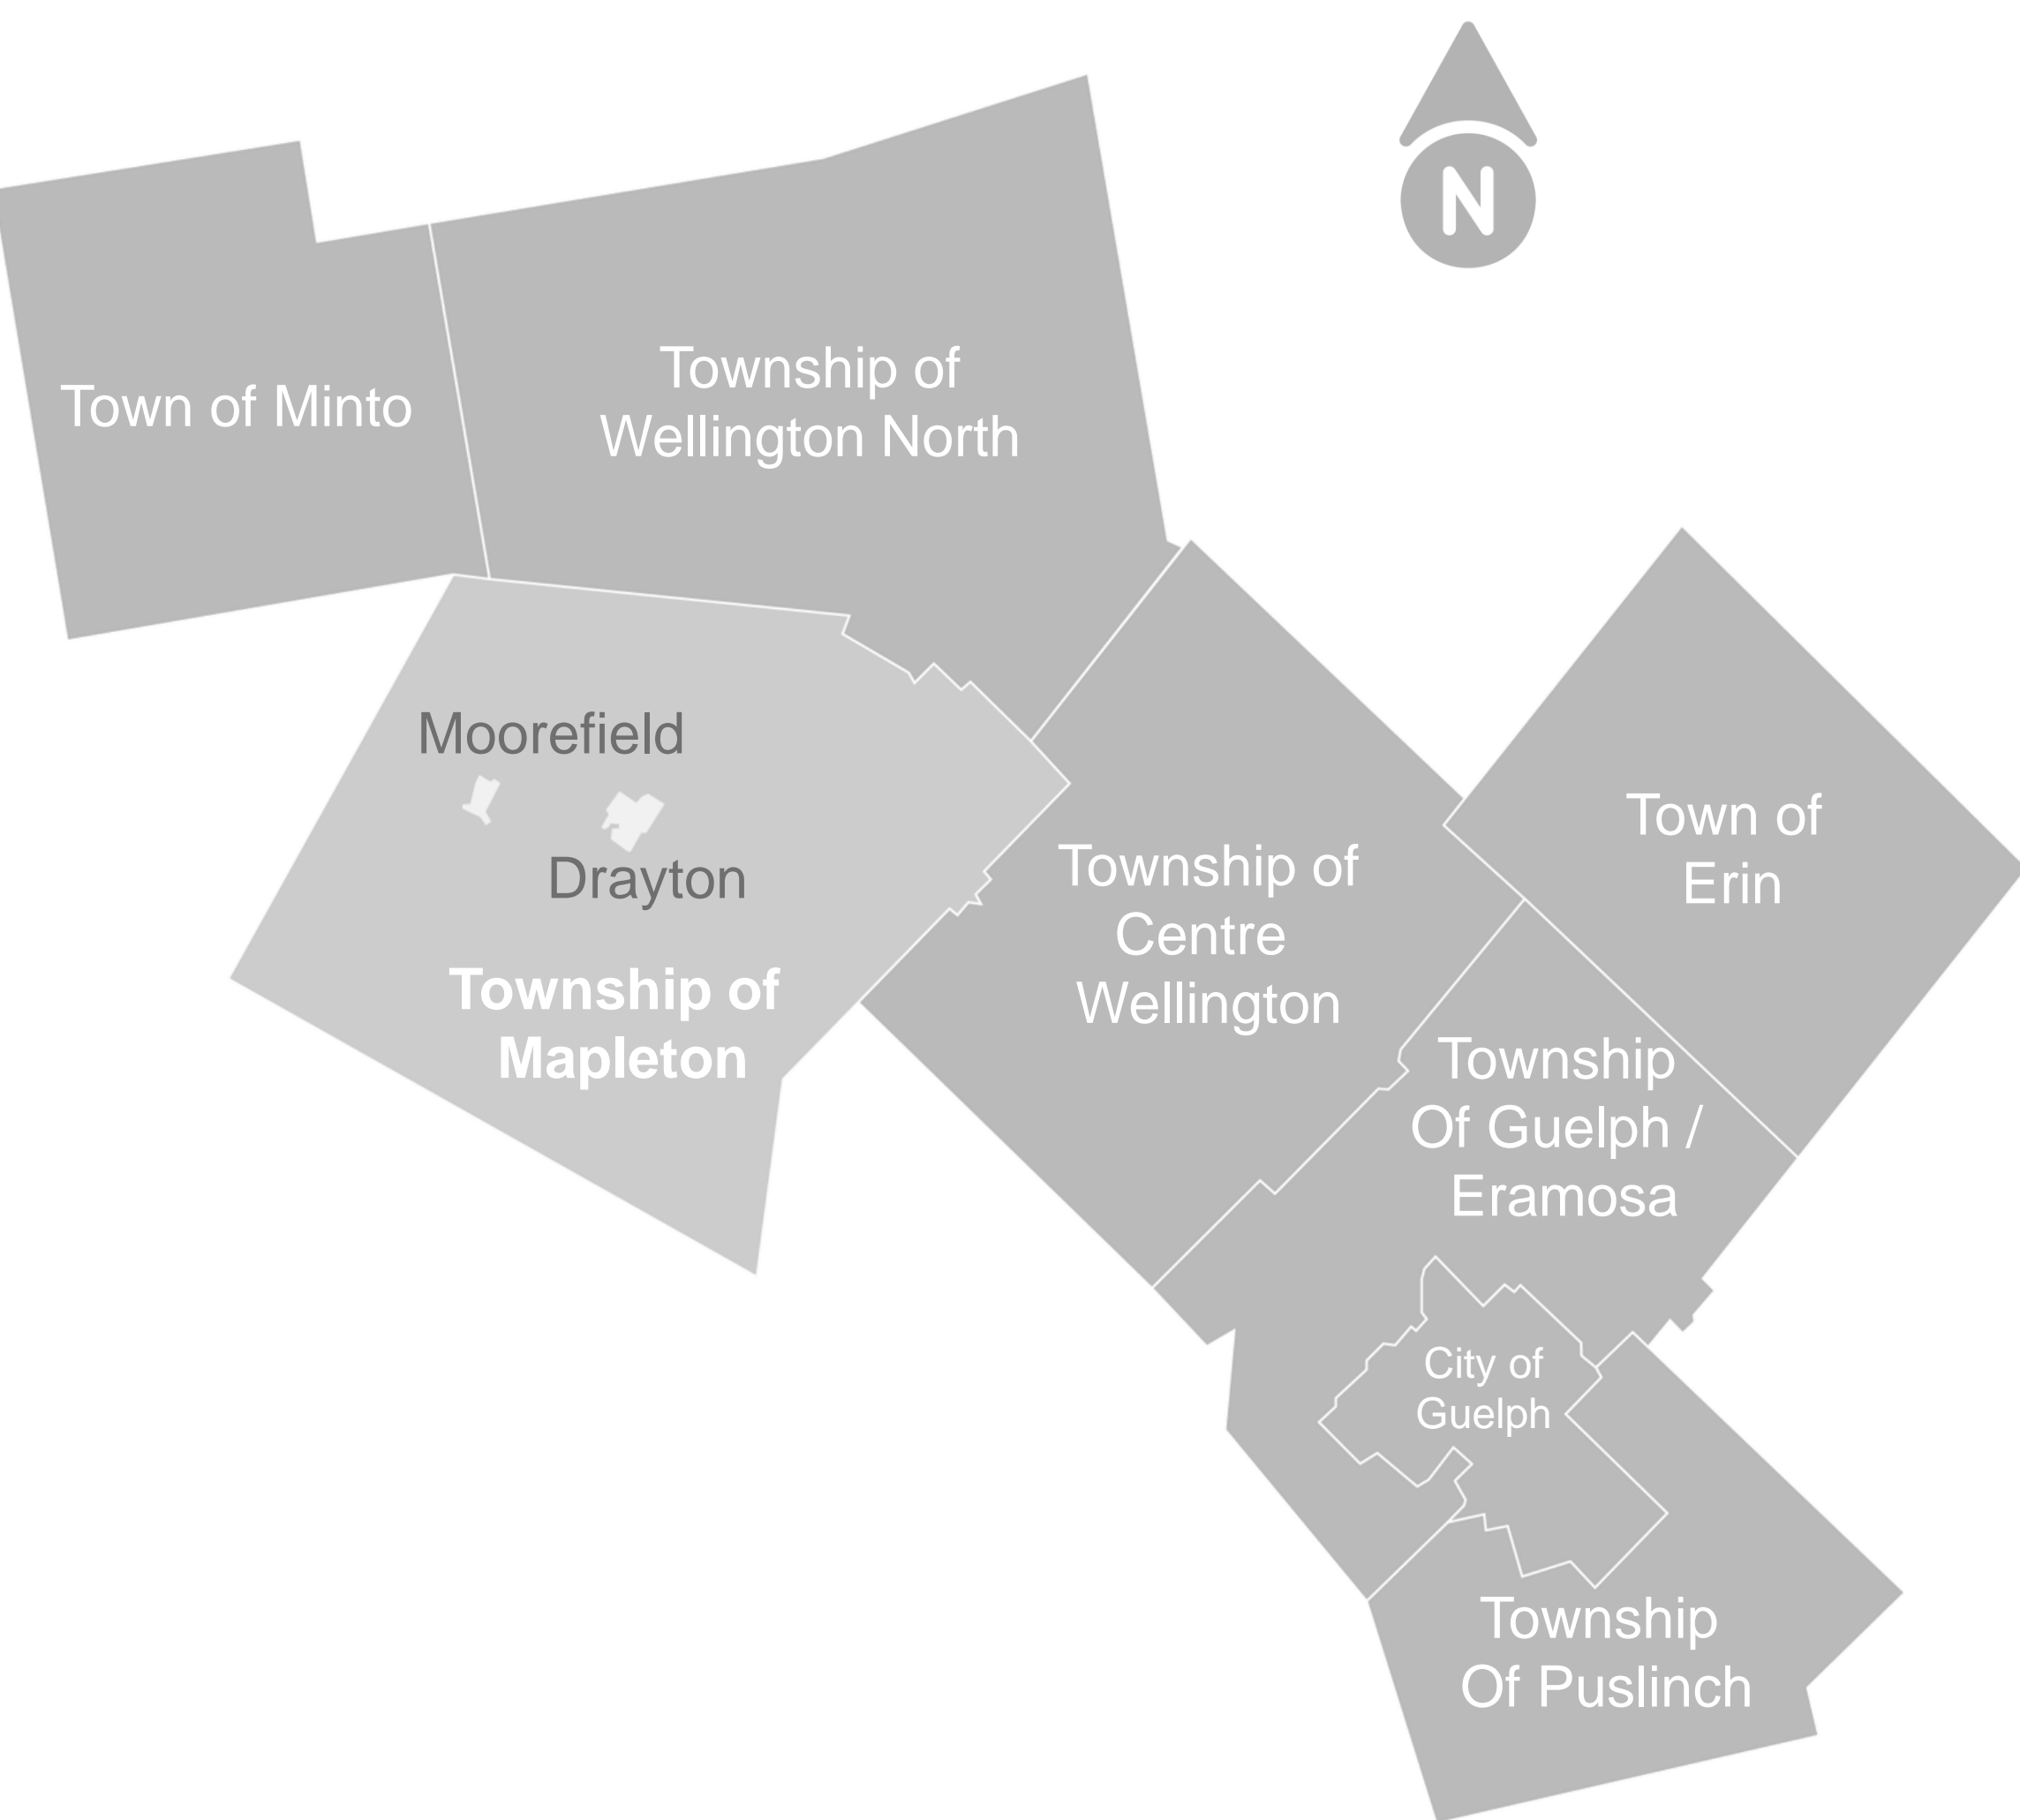 N
Town of Minto
Township of
Wellington North
Moorefield
Drayton
Township of
Mapleton
Township of
Centre
Wellington
Town of
Erin
Township
Of Guelph /
Eramosa
City of
Guelph
Township
Of Puslinch